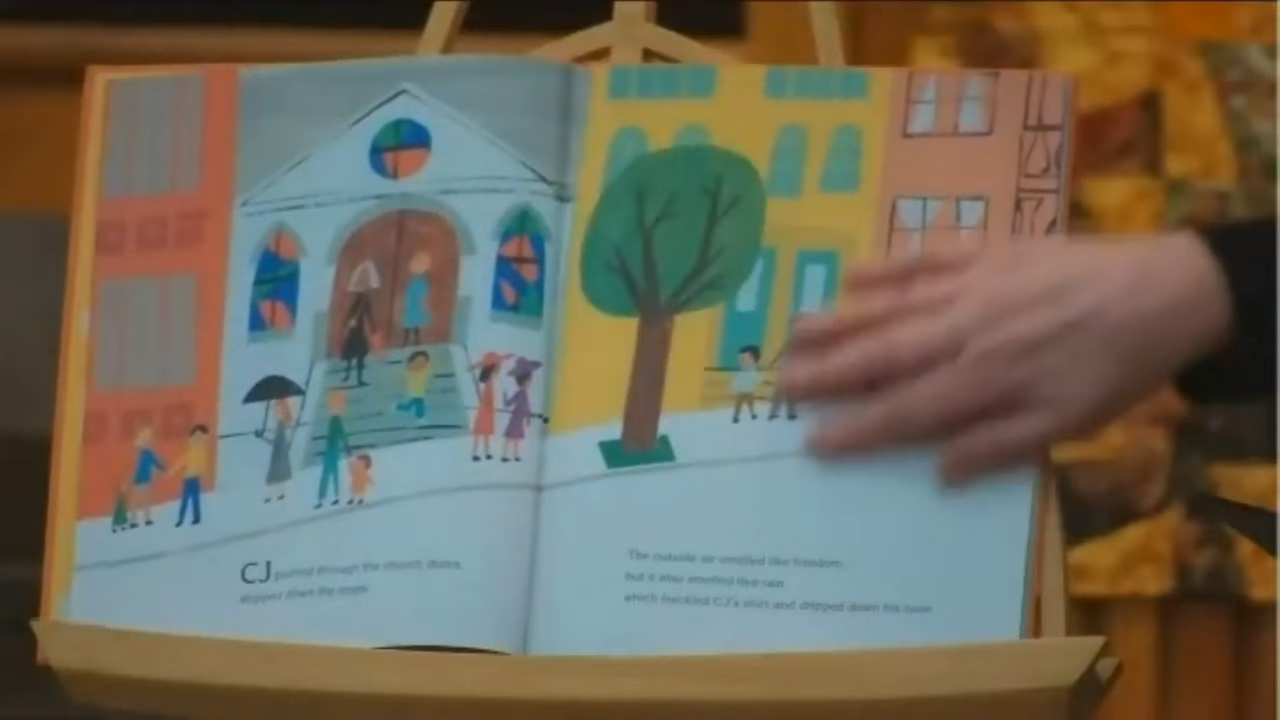 CJ pushed through the church doors,
skipped down the steps.
The outside air smelled like freedom,
but it also smelled like rain
which freckled CJ's shirt and dripped down his nose.